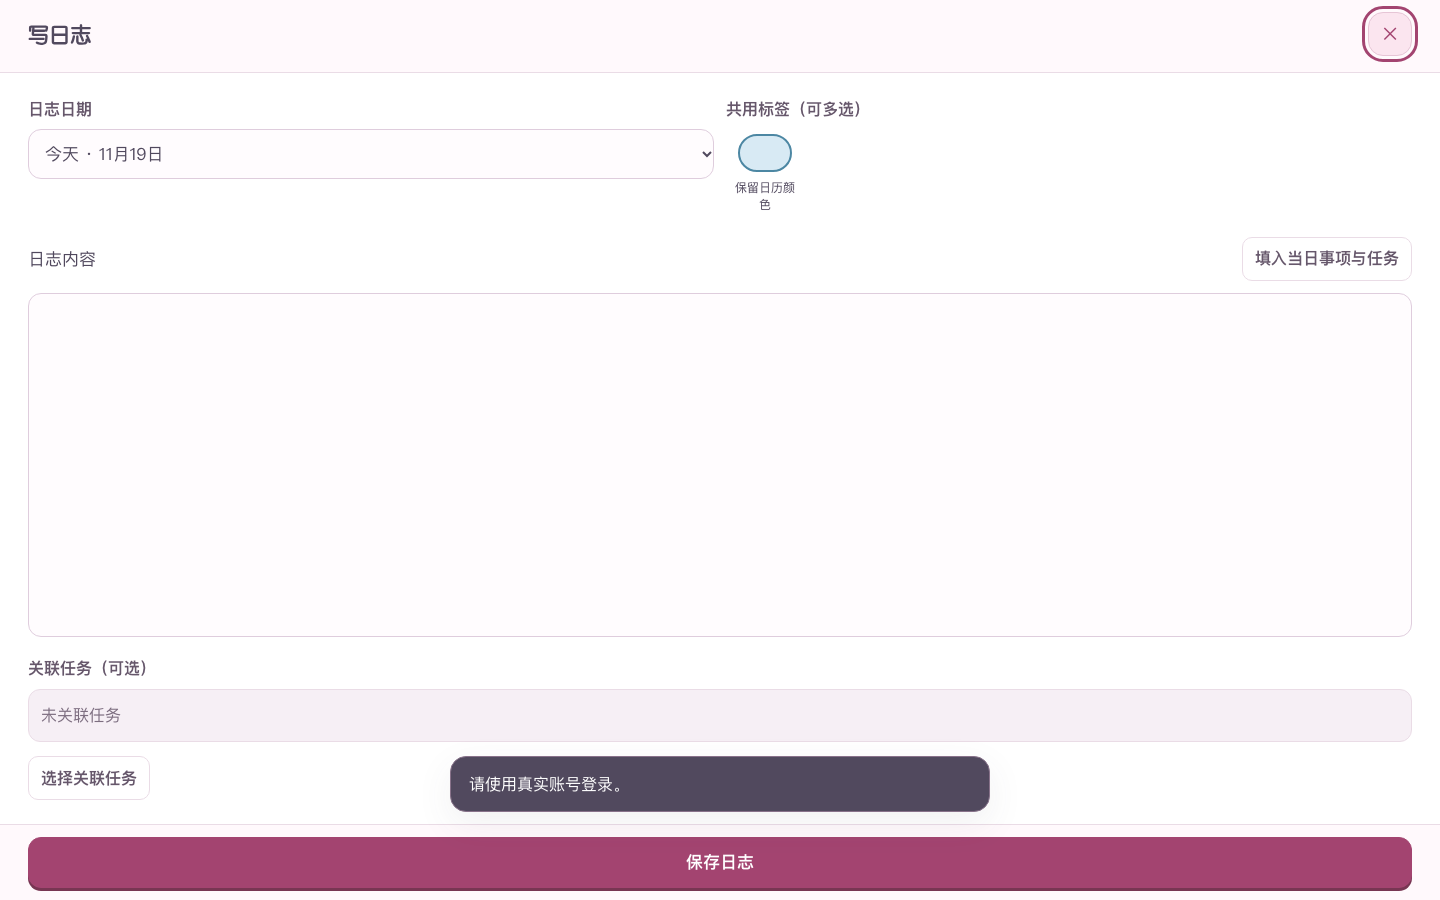 写日志
日志日期
共用标签（可多选）
今天 · 11月19日
保留日历颜
色
日志内容
填入当日事项与任务
关联任务（可选）
未关联任务
选择关联任务
请使用真实账号登录。
保存日志